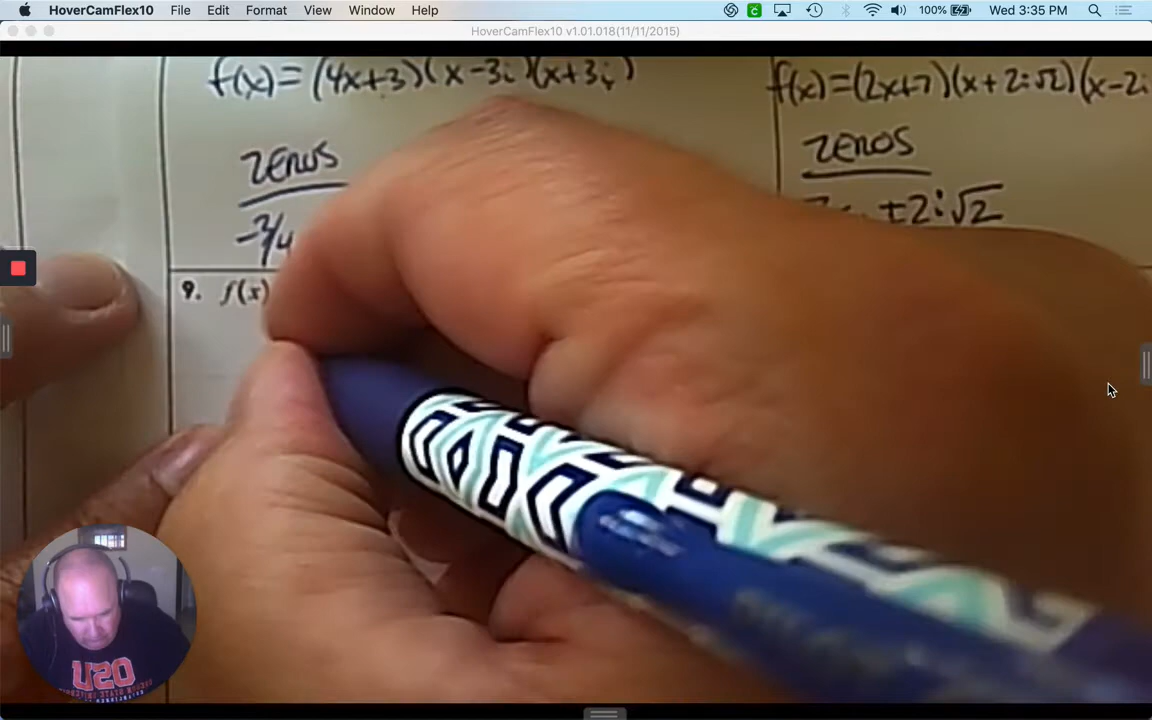 HoverCamFlex10 File Edit Format View Window Help 100% Wed 3:35 PM
HoverCamFlex10 v1.01.018(11/11/2015)
f(x) = (4x+3)(x-3i)(x+3i)
zeros
-3/4
9. f(x)
f(x)=(2x+7)(x+2i√2)(x-2i
zeros
±2i√2